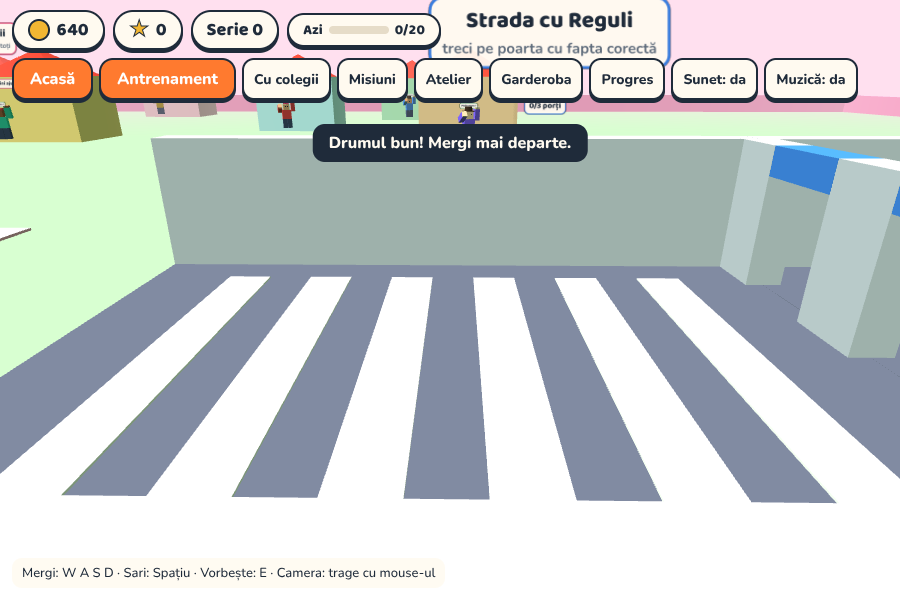 640
0
Serie 0
Azi
0/20
Strada cu Reguli
treci pe poarta cu fapta corectă
Acasă
Antrenament
Cu colegii
Misiuni
Atelier
Garderoba
Progres
Sunet: da
Muzică: da
0/3 porți
Drumul bun! Mergi mai departe.
Mergi: W A S D · Sari: Spațiu · Vorbește: E · Camera: trage cu mouse-ul